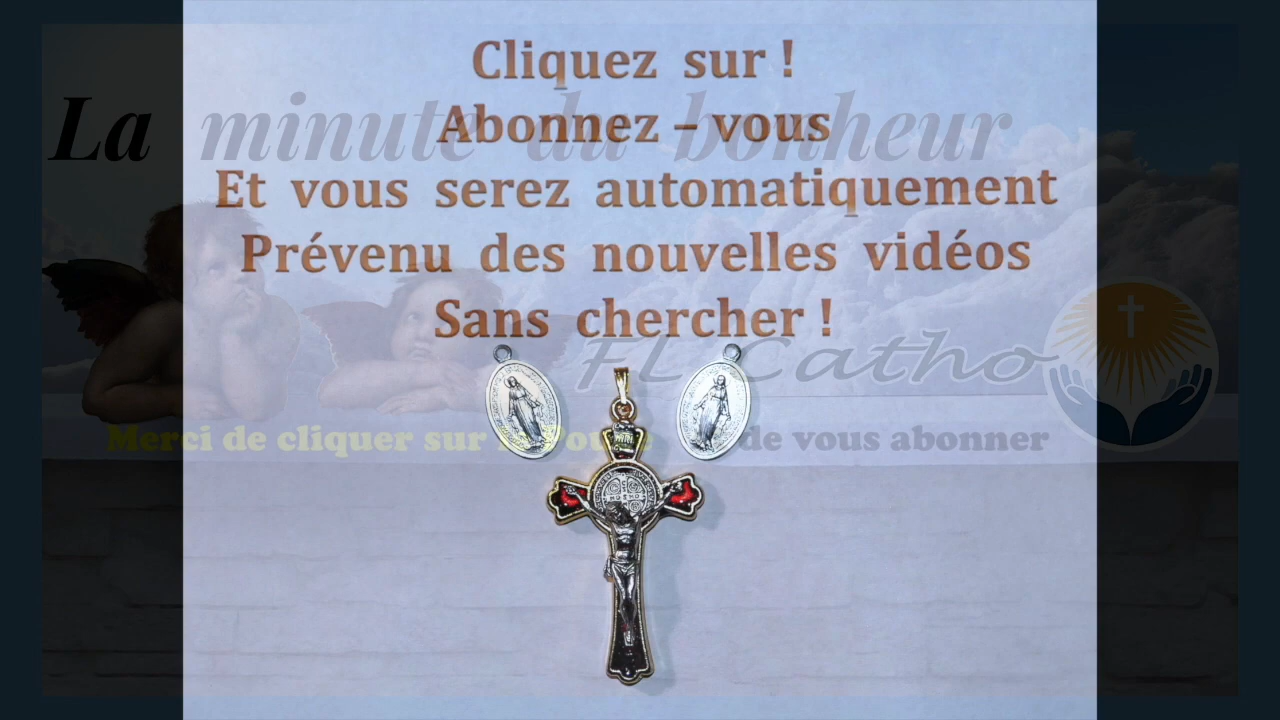 Cliquez sur !
La minute du bonheur
Abonnez – vous
Et vous serez automatiquement
Prévenu des nouvelles vidéos
Sans chercher !
FL Catho
Merci de cliquer sur de vous abonner